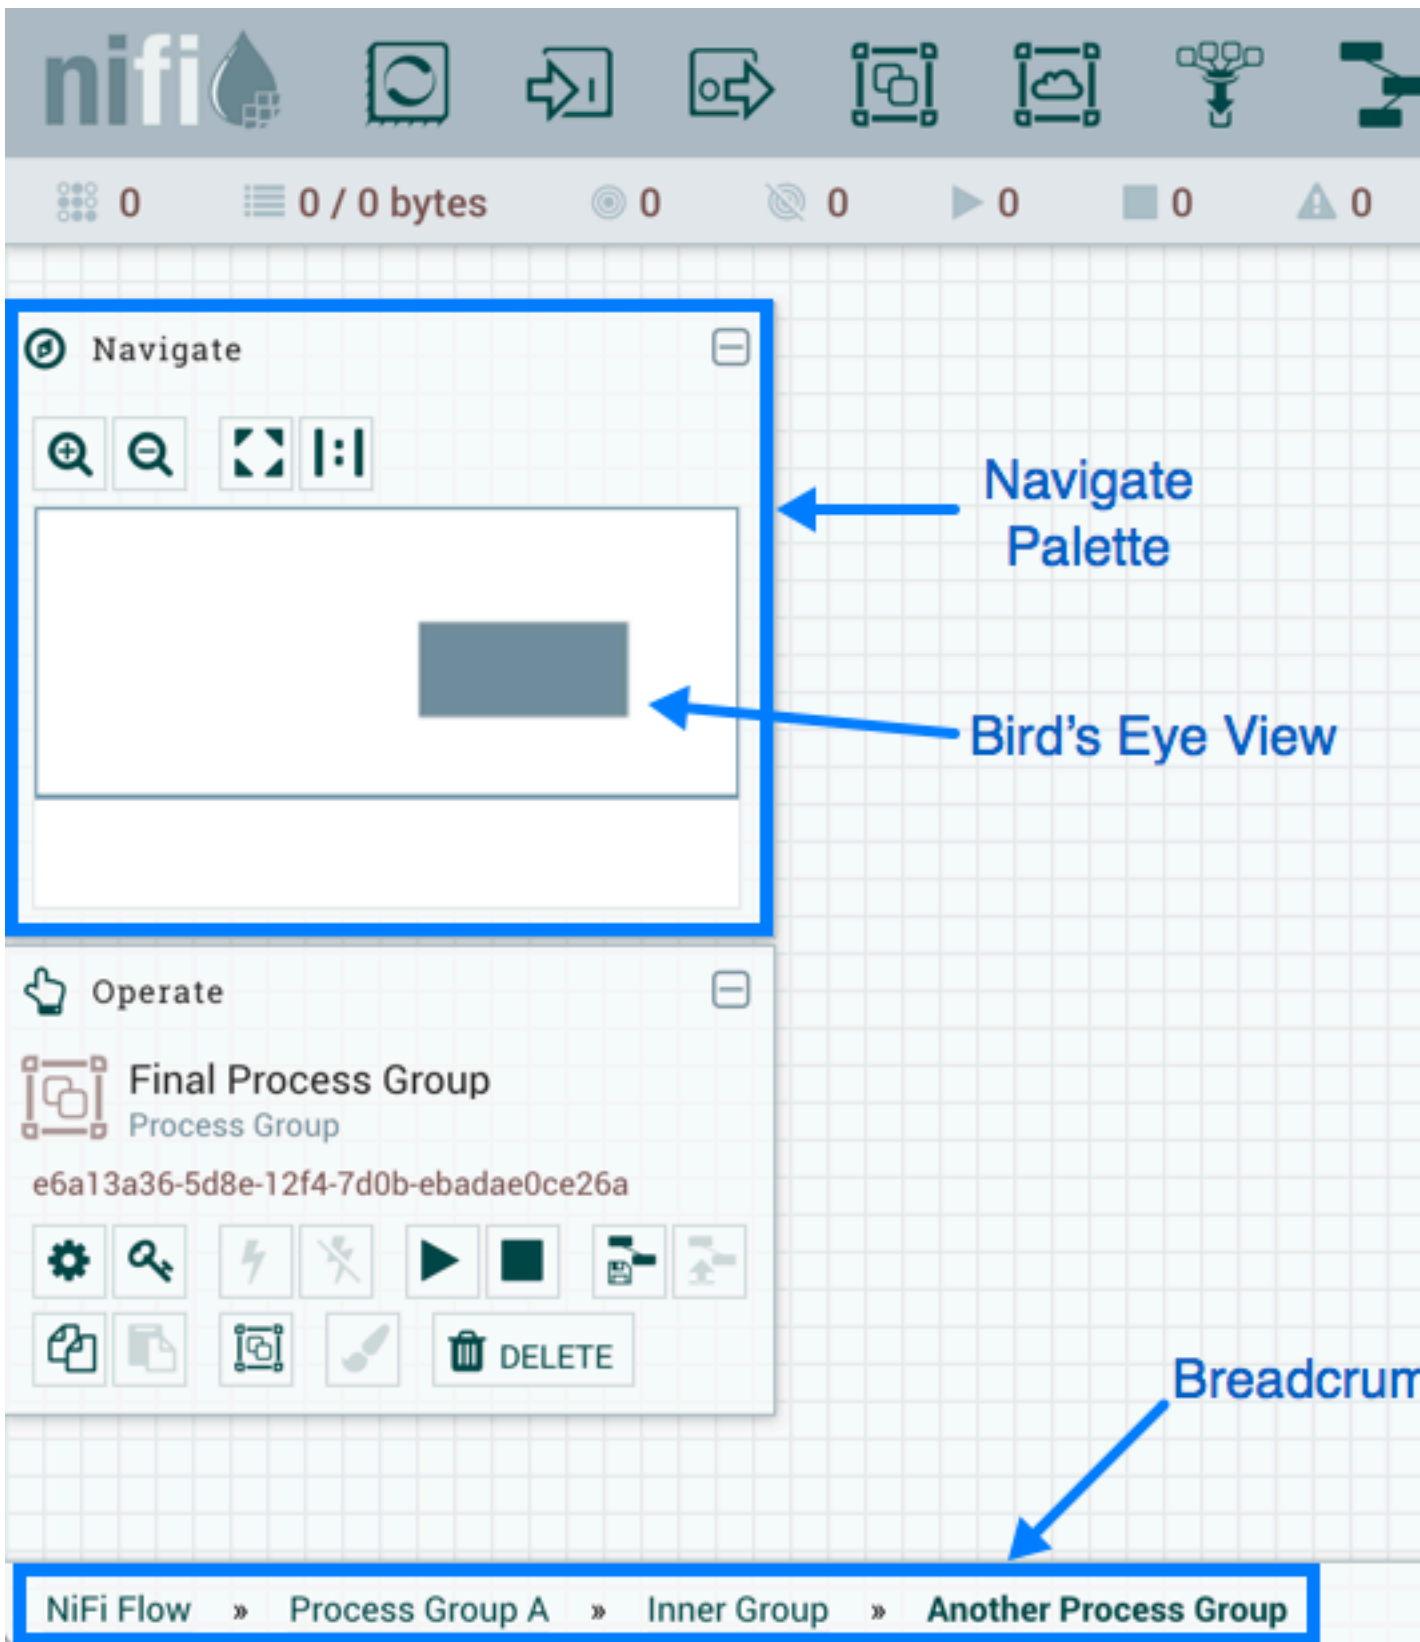 nifi
0
0 / 0 bytes
0
0
0
0
0
Navigate
Navigate
Palette
Bird's Eye View
Operate
Final Process Group
Process Group
e6a13a36-5d8e-12f4-7d0b-ebadae0ce26a
DELETE
Breadcrum
NiFi Flow » Process Group A » Inner Group » Another Process Group